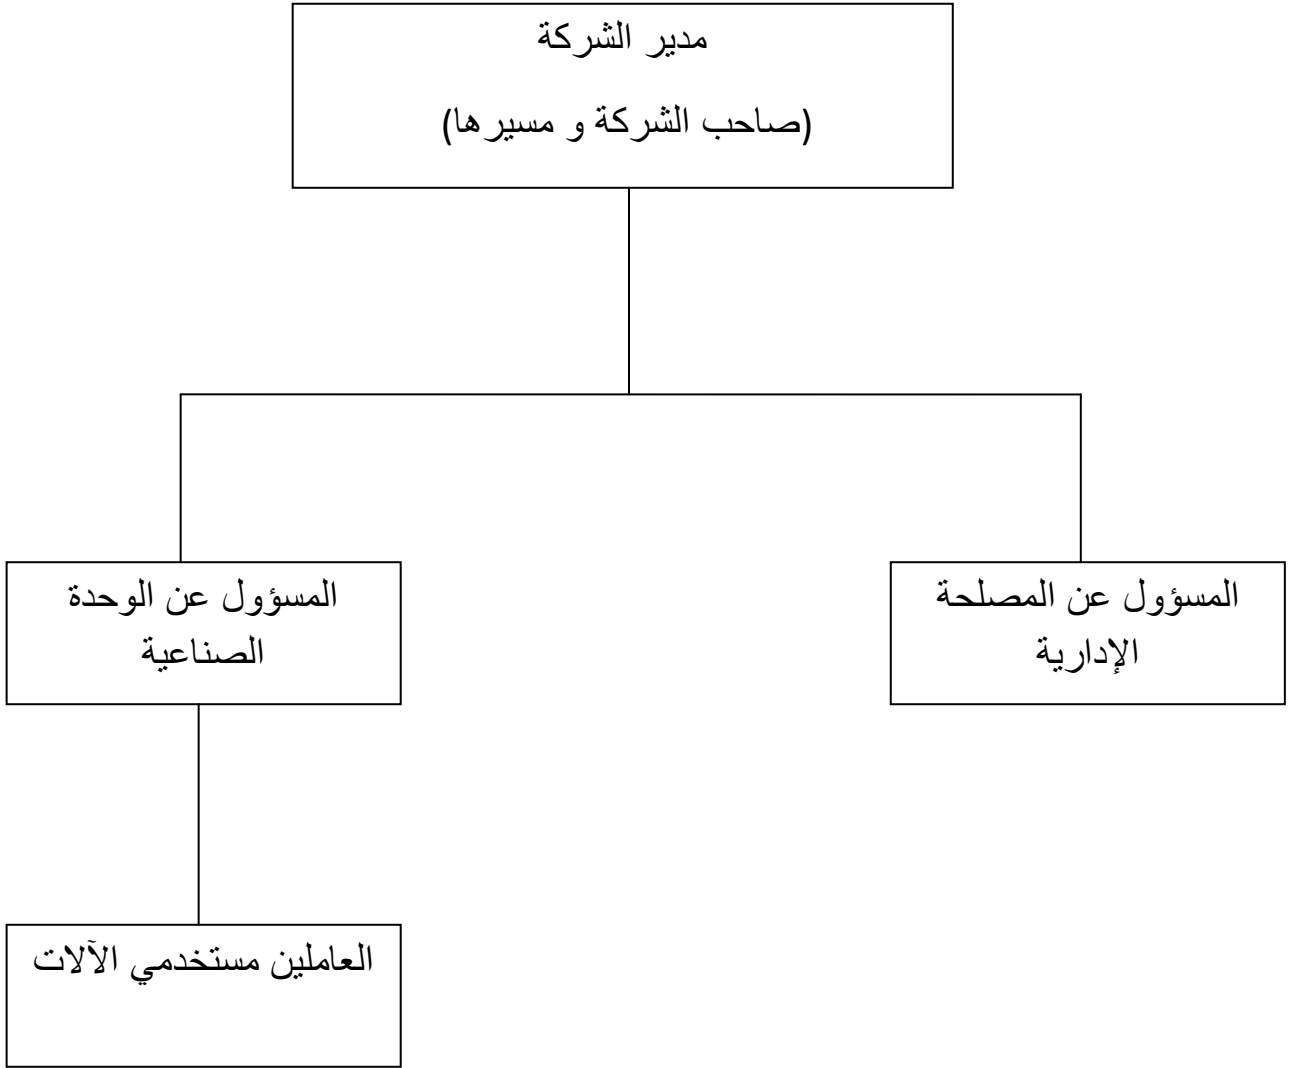 مدير الشركة
(صاحب الشركة و مسيرها)
المسؤول عن المصلحة
الإدارية
المسؤول عن الوحدة
الصناعية
العاملين مستخدمي الآلات